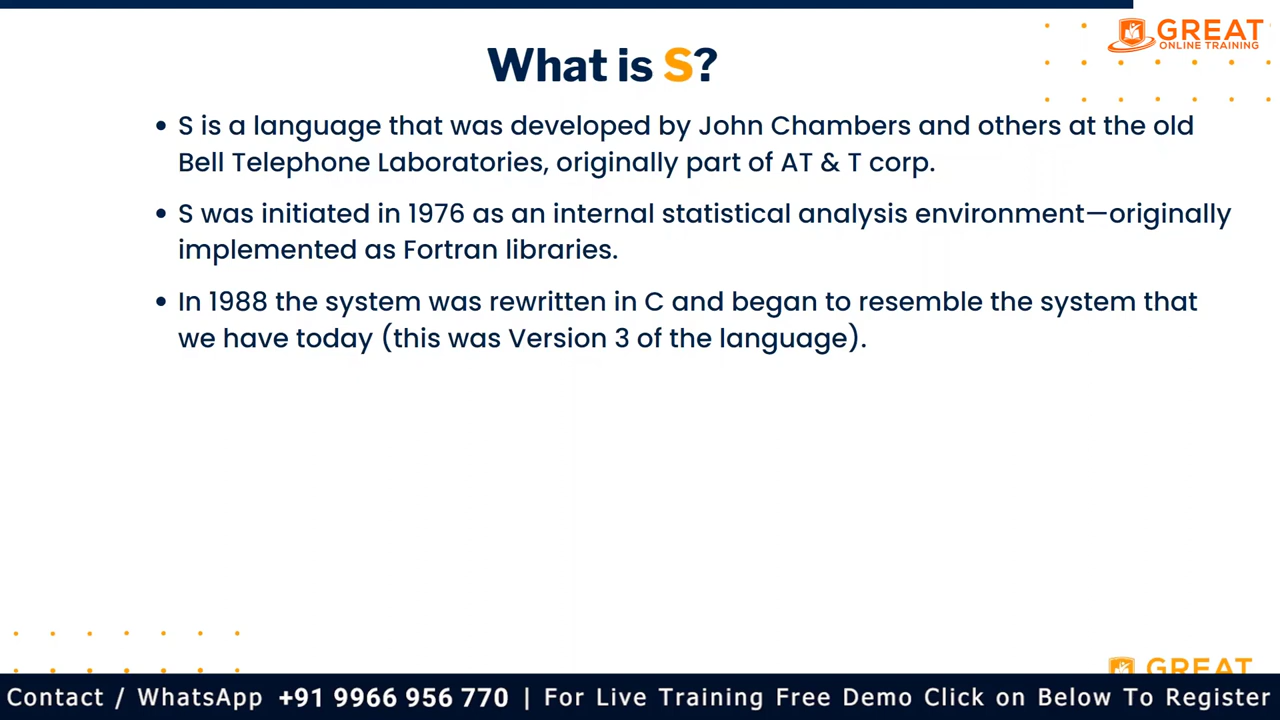 GREAT
ONLINE TRAINING
What is S?
• S is a language that was developed by John Chambers and others at the old
Bell Telephone Laboratories, originally part of AT & T corp.
• S was initiated in 1976 as an internal statistical analysis environment—originally
implemented as Fortran libraries.
• In 1988 the system was rewritten in C and began to resemble the system that
we have today (this was Version 3 of the language).
GREAT
Contact / WhatsApp +91 9966 956 770 | For Live Training Free Demo Click on Below To Register